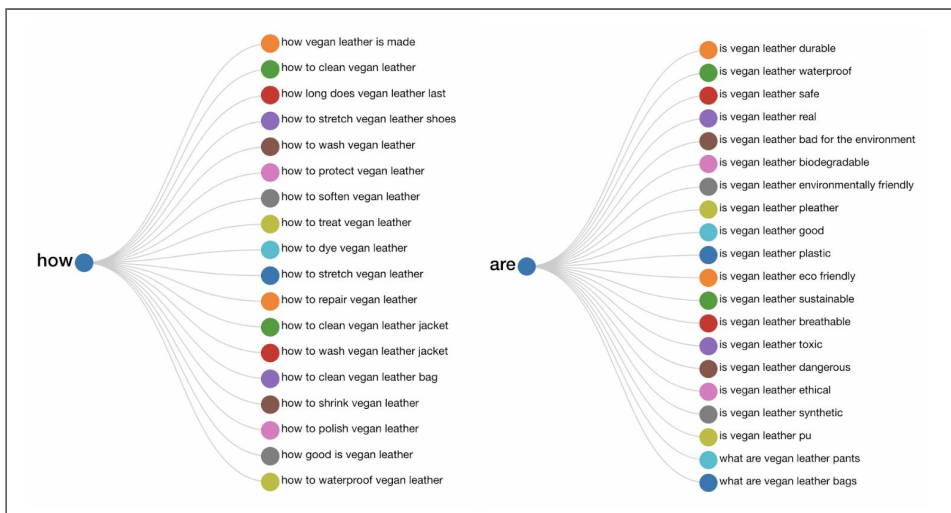 how
how vegan leather is made
how to clean vegan leather
how long does vegan leather last
how to stretch vegan leather shoes
how to wash vegan leather
how to protect vegan leather
how to soften vegan leather
how to treat vegan leather
how to dye vegan leather
how to stretch vegan leather
how to repair vegan leather
how to clean vegan leather jacket
how to wash vegan leather jacket
how to clean vegan leather bag
how to shrink vegan leather
how to polish vegan leather
how good is vegan leather
how to waterproof vegan leather
are
is vegan leather durable
is vegan leather waterproof
is vegan leather safe
is vegan leather real
is vegan leather bad for the environment
is vegan leather biodegradable
is vegan leather environmentally friendly
is vegan leather pleather
is vegan leather good
is vegan leather plastic
is vegan leather eco friendly
is vegan leather sustainable
is vegan leather breathable
is vegan leather toxic
is vegan leather dangerous
is vegan leather ethical
is vegan leather synthetic
is vegan leather pu
what are vegan leather pants
what are vegan leather bags